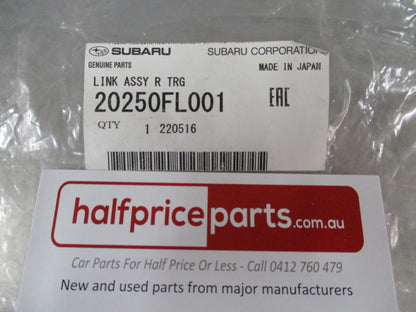 SUBARU SUBARU CORPORATION
GENUINE PARTS MADE IN JAPAN
LINK ASSY R TRG
20250FL001 EAC
QTY 1 220516
halfpriceparts.com.au
Car Parts For Half Price Or Less - Call 0412 760 479
New and used parts from major manufacturers